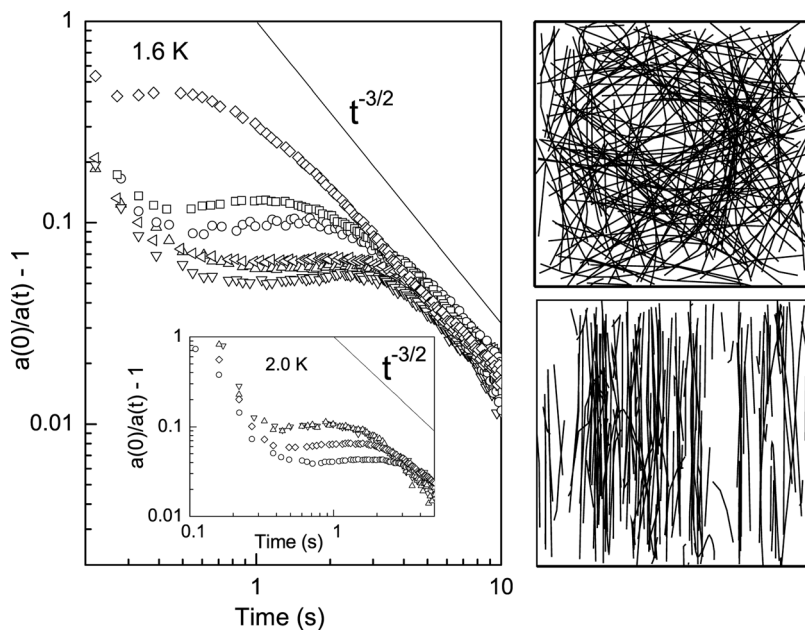 1
1.6 K
t-3/2
0.1
a(0)/a(t) - 1
0.01
1
2.0 K
t-3/2
a(0)/a(t) - 1
0.1
0.01
0.1
1
Time (s)
1
10
Time (s)